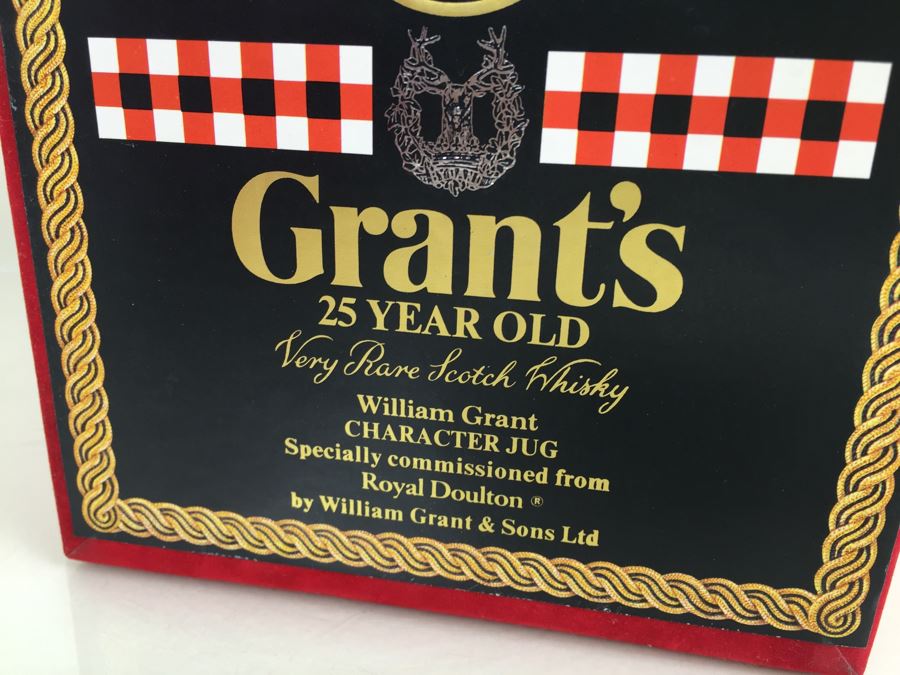 Grant's
25 YEAR OLD
Very Rare Scotch Whisky
William Grant
CHARACTER JUG
Specially commissioned from
Royal Doulton ®
by William Grant & Sons Ltd